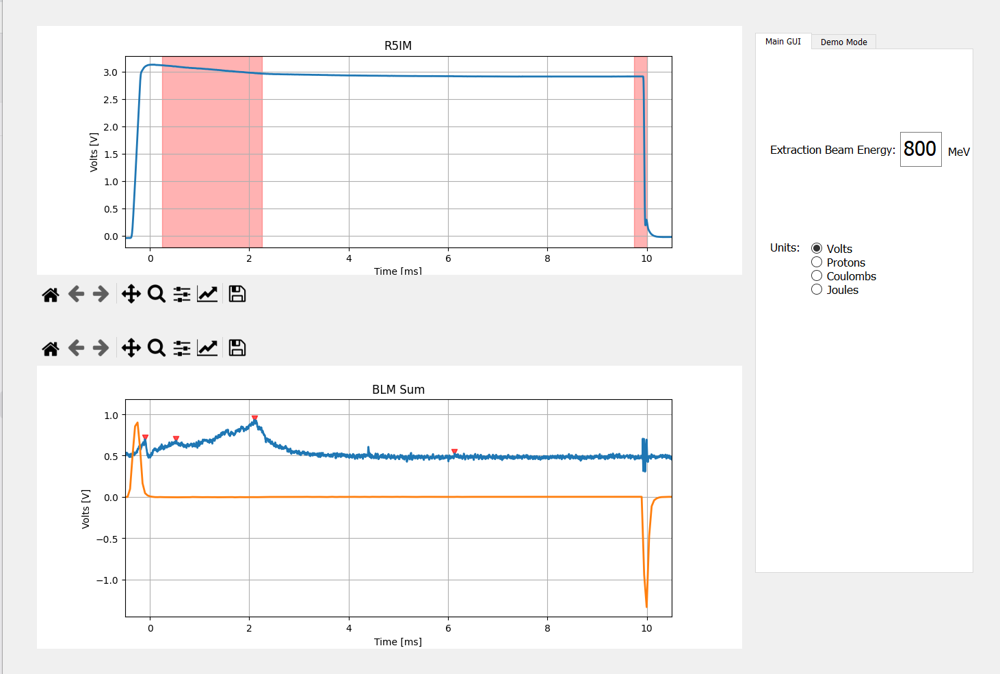 R5IM
3.0
2.5
2.0
1.5
1.0
0.5
0.0
Volts [V]
0 2 4 6 8 10
Time [ms]
BLM Sum
1.0
0.5
0.0
−0.5
−1.0
Volts [V]
0 2 4 6 8 10
Time [ms]
Main GUI Demo Mode
Extraction Beam Energy: 800 MeV
Units: Volts
Protons
Coulombs
Joules